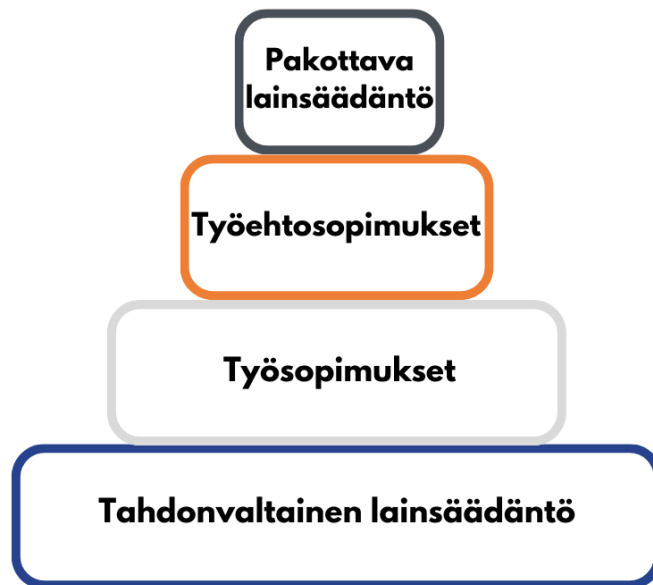 Pakottava
lainsäädäntö
Työehtosopimukset
Työsopimukset
Tahdonvaltainen lainsäädäntö